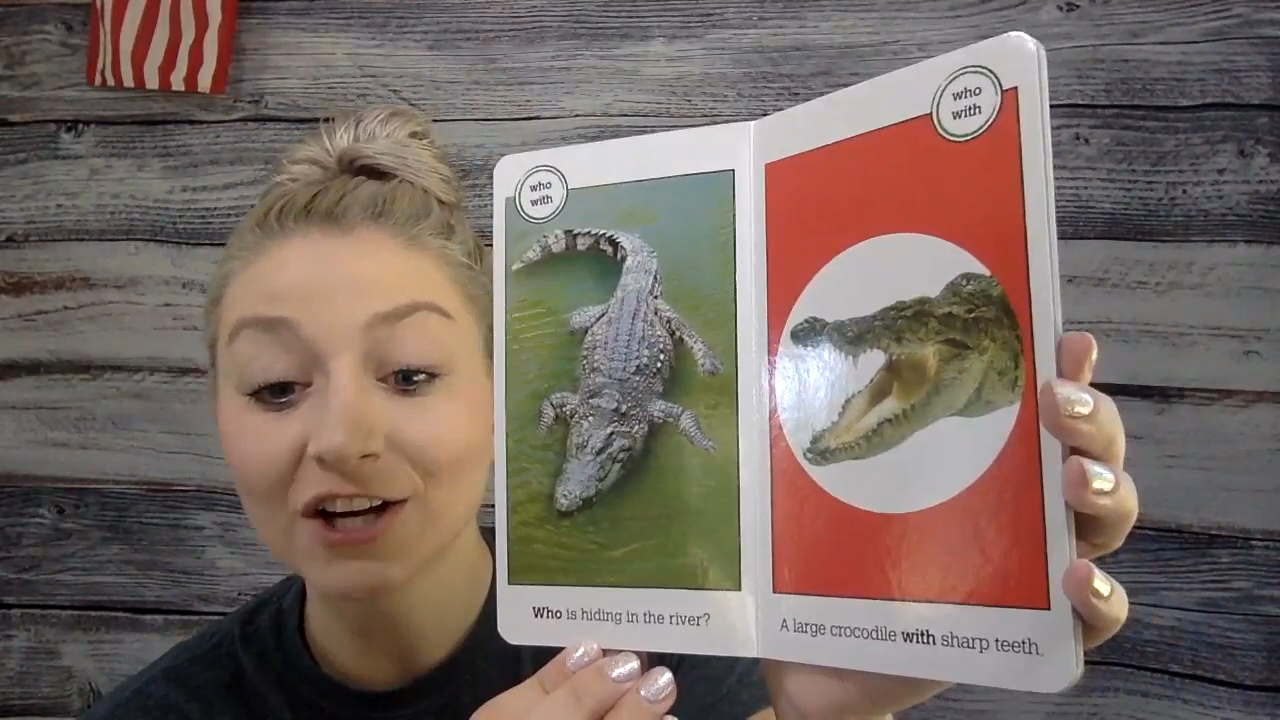 who
with
Who is hiding in the river?
who
with
A large crocodile with sharp teeth.